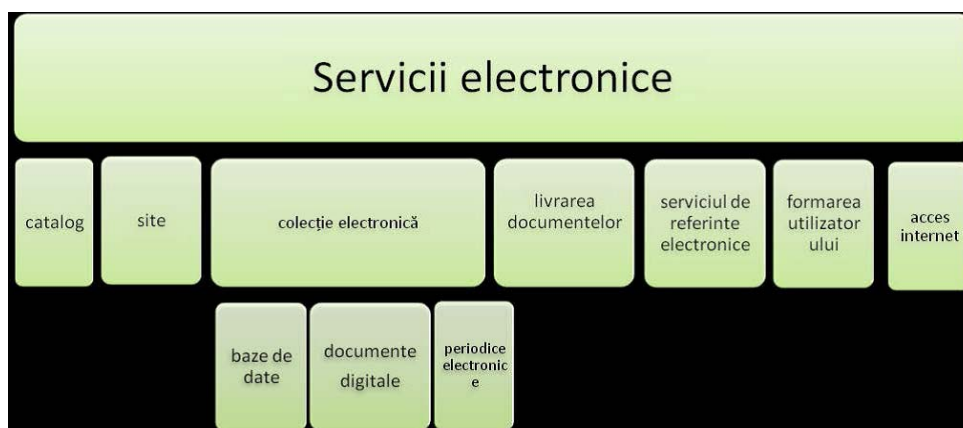 Servicii electronice
catalog
site
colecție electronică
livrarea
documentelor
serviciul de
referinte
electronice
formarea
utilizator
ului
acces
internet
baze de
date
documente
digitale
periodice
electronic
e